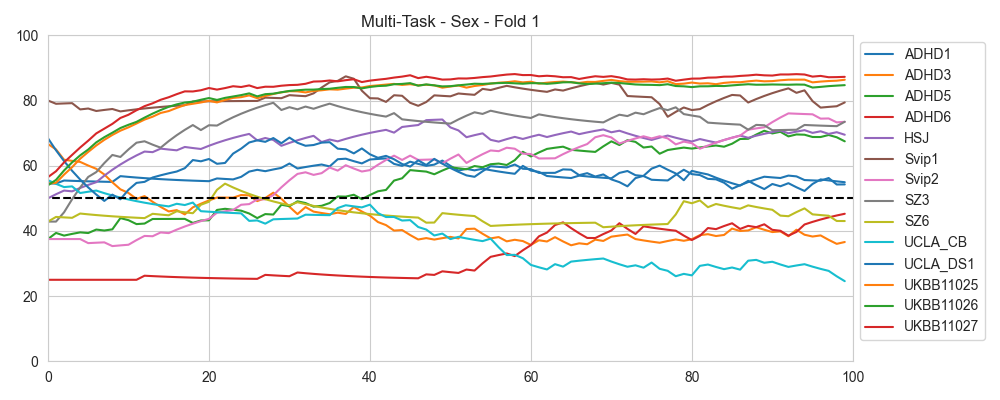 Multi-Task - Sex - Fold 1
100
80
60
40
20
0
0
20
40
60
80
100
ADHD1
ADHD3
ADHD5
ADHD6
HSJ
Svip1
Svip2
SZ3
SZ6
UCLA_CB
UCLA_DS1
UKBB11025
UKBB11026
UKBB11027